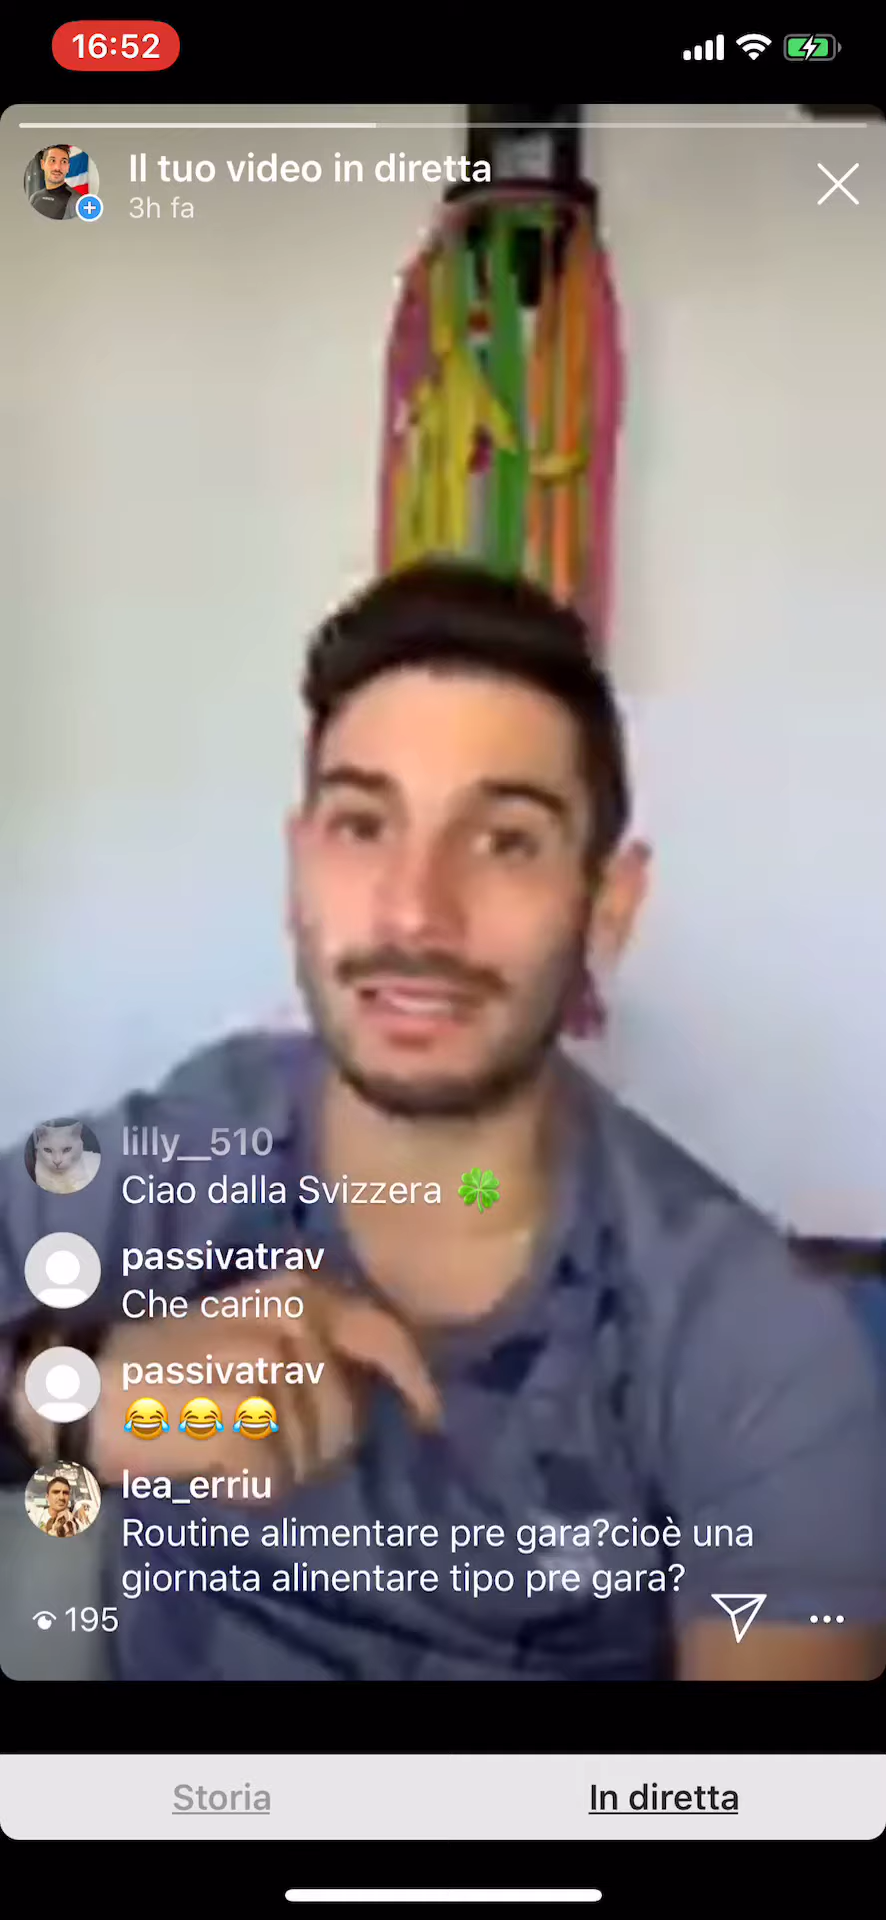 16:52
Il tuo video in diretta
3h fa
lilly__510
Ciao dalla Svizzera 🍀
passivatrav
Che carino
passivatrav
😂😂😂
lea_erriu
Routine alimentare pre gara?cioè una
giornata alinentare tipo pre gara?
195
Storia
In diretta